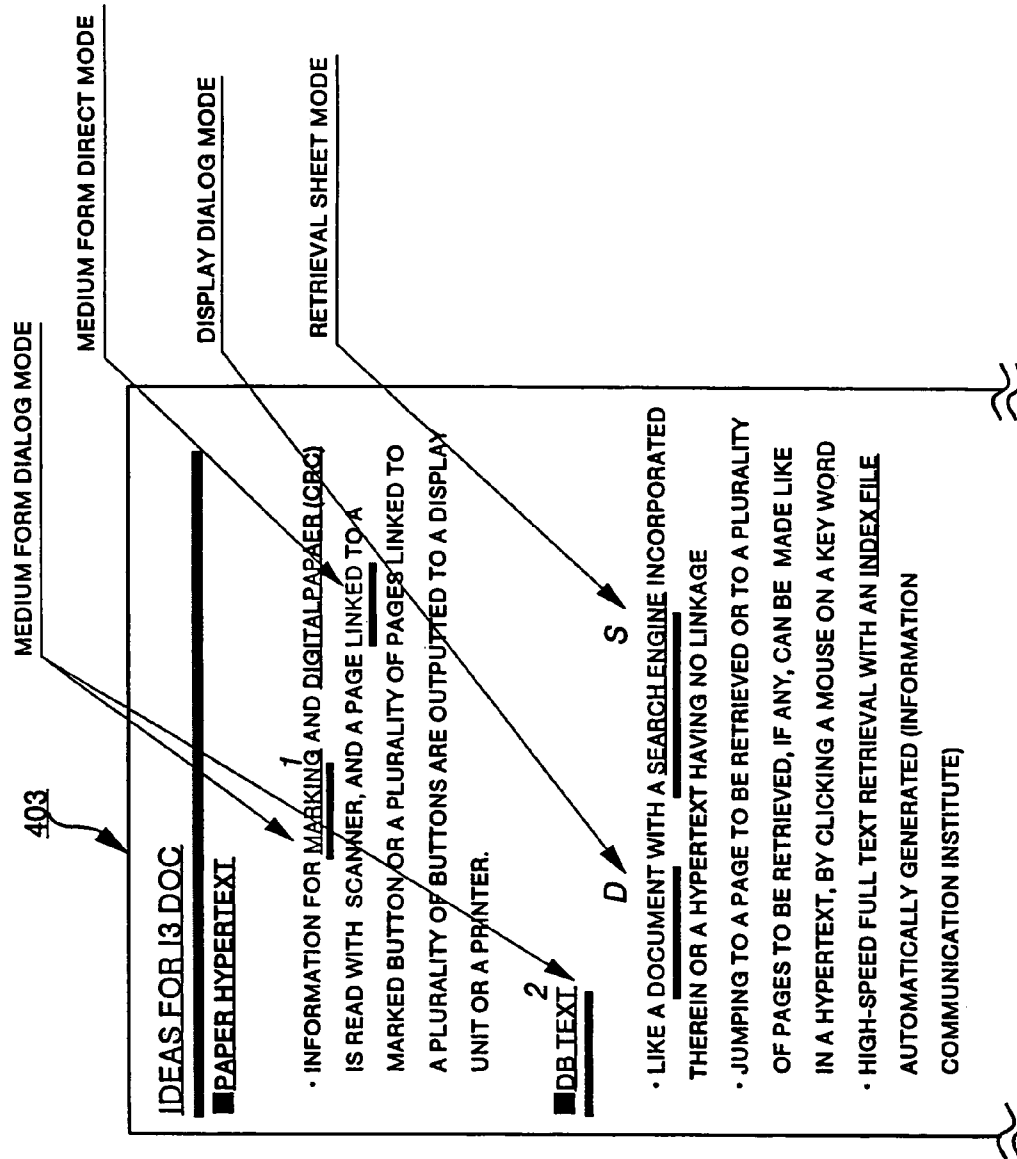 MEDIUM FORM DIALOG MODE
MEDIUM FORM DIRECT MODE
DISPLAY DIALOG MODE
RETRIEVAL SHEET MODE
403
IDEAS FOR I3 DOC
■PAPER HYPERTEXT
· INFORMATION FOR MARKING AND DIGITALPAPAER (CRC)
1
IS READ WITH SCANNER, AND A PAGE LINKED TO A
MARKED BUTTON OR A PLURALITY OF PAGES LINKED TO
A PLURALITY OF BUTTONS ARE OUTPUTTED TO A DISPLAY
UNIT OR A PRINTER.
2
■DB TEXT
D S
· LIKE A DOCUMENT WITH A SEARCH ENGINE INCORPORATED
THEREIN OR A HYPERTEXT HAVING NO LINKAGE
· JUMPING TO A PAGE TO BE RETRIEVED OR TO A PLURALITY
OF PAGES TO BE RETRIEVED, IF ANY, CAN BE MADE LIKE
IN A HYPERTEXT, BY CLICKING A MOUSE ON A KEY WORD
· HIGH-SPEED FULL TEXT RETRIEVAL WITH AN INDEX FILE
AUTOMATICALLY GENERATED (INFORMATION
COMMUNICATION INSTITUTE)